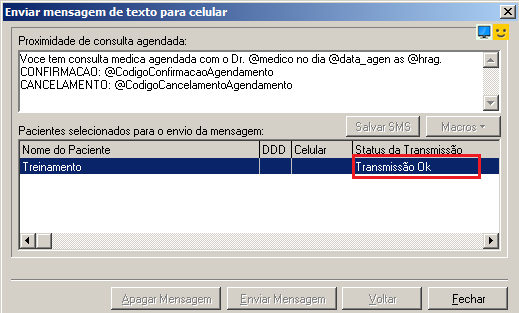 Enviar mensagem de texto para celular
Proximidade de consulta agendada:
Voce tem consulta medica agendada com o Dr. @medico no dia @data_agen as @hrag.
CONFIRMACAO: @CodigoConfirmacaoAgendamento
CANCELAMENTO: @CodigoCancelamentoAgendamento
Salvar SMS Macros
Pacientes selecionados para o envio da mensagem:
Nome do Paciente DDD Celular Status da Transmissão
Treinamento Transmissão Ok
Apagar Mensagem Enviar Mensagem Voltar Fechar